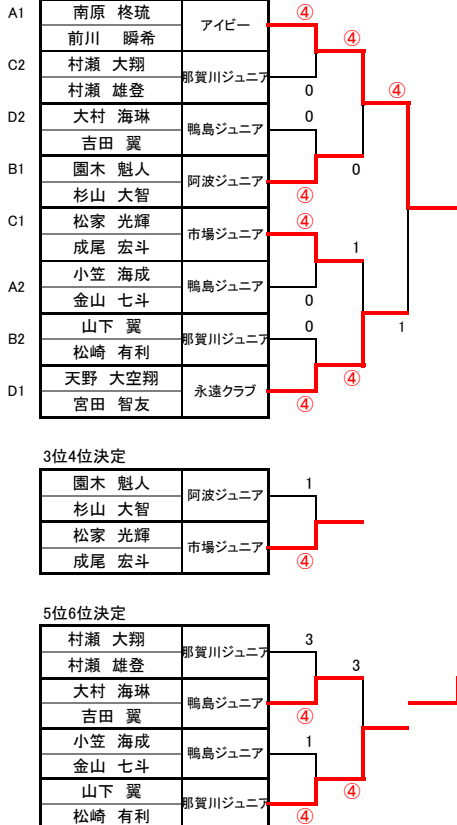 A1 南原 柊琉 アイビー ④
前川 瞬希 ④
C2 村瀬 大翔 那賀川ジュニア
村瀬 雄登 0 ④
D2 大村 海琳 鴨島ジュニア 0
吉田 翼
B1 園木 魁人 阿波ジュニア 0
杉山 大智 ④
C1 松家 光輝 市場ジュニア ④
成尾 宏斗 1
A2 小笠 海成 鴨島ジュニア
金山 七斗 0
B2 山下 翼 那賀川ジュニア 0 1
松崎 有利
D1 天野 大空翔 永遠クラブ ④
宮田 智友 ④
3位4位決定
園木 魁人 阿波ジュニア 1
杉山 大智
松家 光輝 市場ジュニア
成尾 宏斗 ④
5位6位決定
村瀬 大翔 那賀川ジュニア 3
村瀬 雄登 3
大村 海琳 鴨島ジュニア
吉田 翼 ④
小笠 海成 鴨島ジュニア 1
金山 七斗
山下 翼 那賀川ジュニア ④
松崎 有利 ④